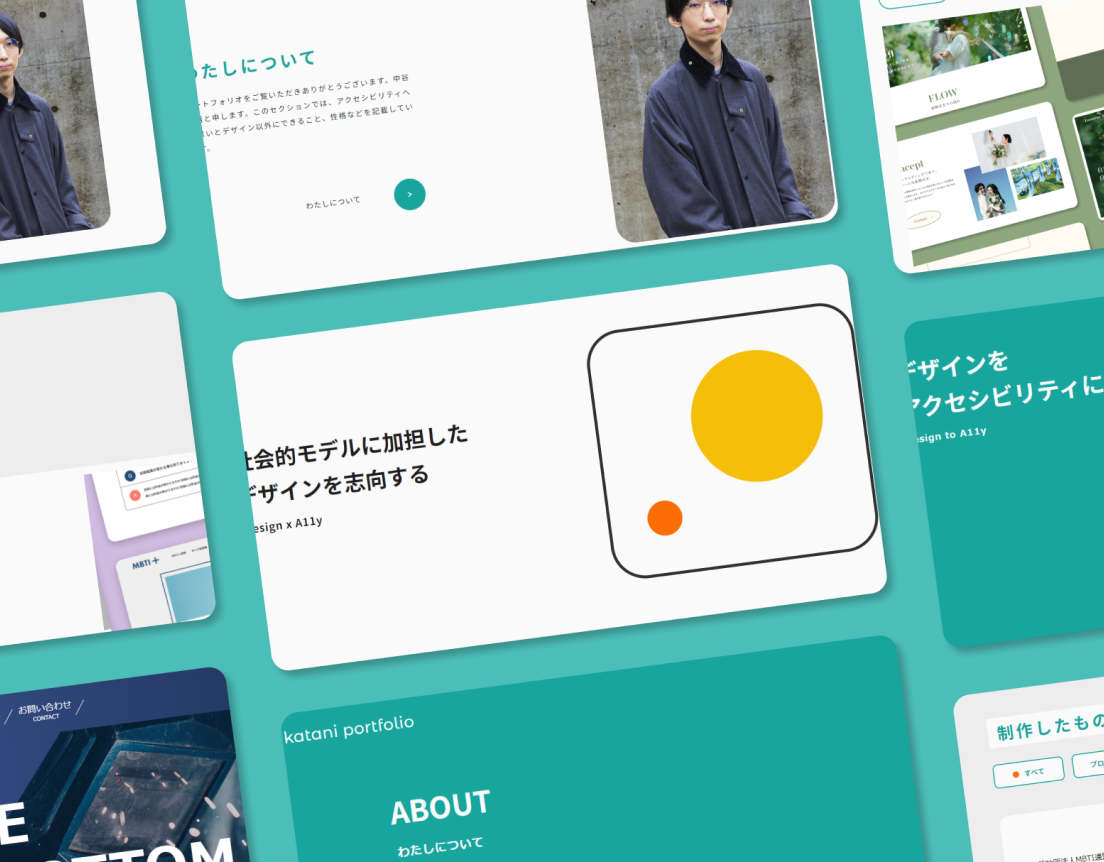 わたしについて
トフォリオをご覧いただきありがとうございます。中谷
と申します。このセクションでは、アクセシビリティへ
いとデザイン以外にできること、性格などを記載してい
。
わたしについて
>
FLOW
ncept
社会的モデルに加担した
デザインを志向する
esign x A11y
デザインを
アクセシビリティに
esign to A11y
MBTI+
お問い合わせ
CONTACT
E
OTTOM
katani portfolio
ABOUT
わたしについて
制作したもの
すべて
プロ